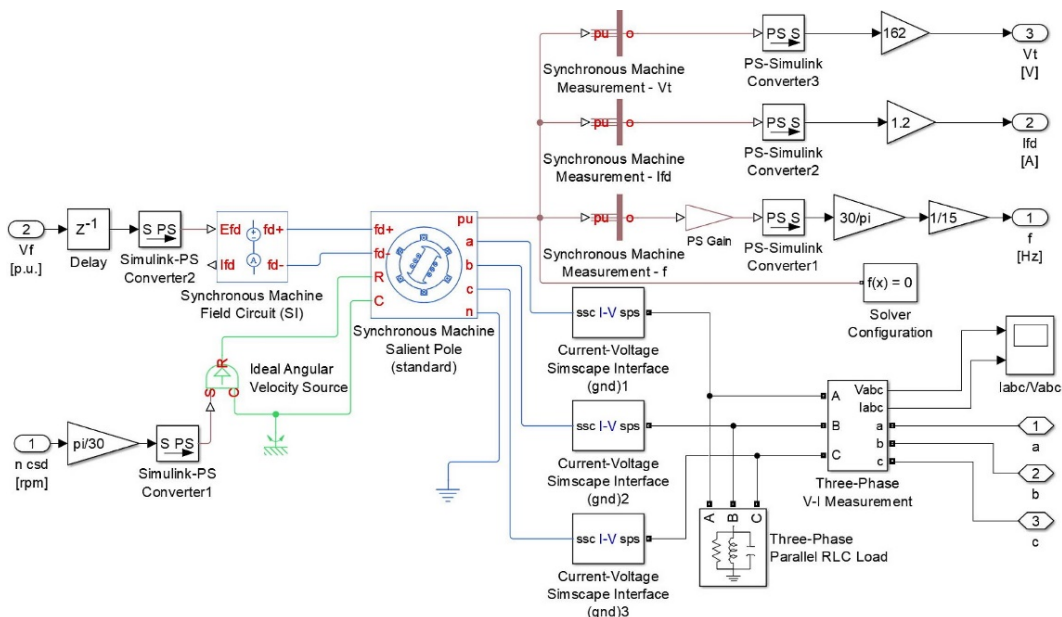 pu o
PS S
162
3
Vt
[V]
Synchronous Machine
Measurement - Vt
PS-Simulink
Converter3
pu o
PS S
1.2
2
Ifd
[A]
Synchronous Machine
Measurement - Ifd
PS-Simulink
Converter2
2
Vf
[p.u.]
Z-1
Delay
S PS
Simulink-PS
Converter2
Efd fd+
Ifd fd-
A
Synchronous Machine
Field Circuit (SI)
fd+
fd-
R
C
pu
a
b
c
n
Synchronous Machine
Salient Pole
(standard)
pu o
Synchronous Machine
Measurement - f
PS Gain
PS S
PS-Simulink
Converter1
30/pi
1/15
1
f
[Hz]
f(x) = 0
Solver
Configuration
R
S C
Ideal Angular
Velocity Source
1
n csd
[rpm]
pi/30
S PS
Simulink-PS
Converter1
ssc I-V sps
Current-Voltage
Simscape Interface
(gnd)1
ssc I-V sps
Current-Voltage
Simscape Interface
(gnd)2
ssc I-V sps
Current-Voltage
Simscape Interface
(gnd)3
Iabc/Vabc
A
B
C
Vabc
Iabc
a
b
c
Three-Phase
V-I Measurement
1
a
2
b
3
c
A B C
Three-Phase
Parallel RLC Load